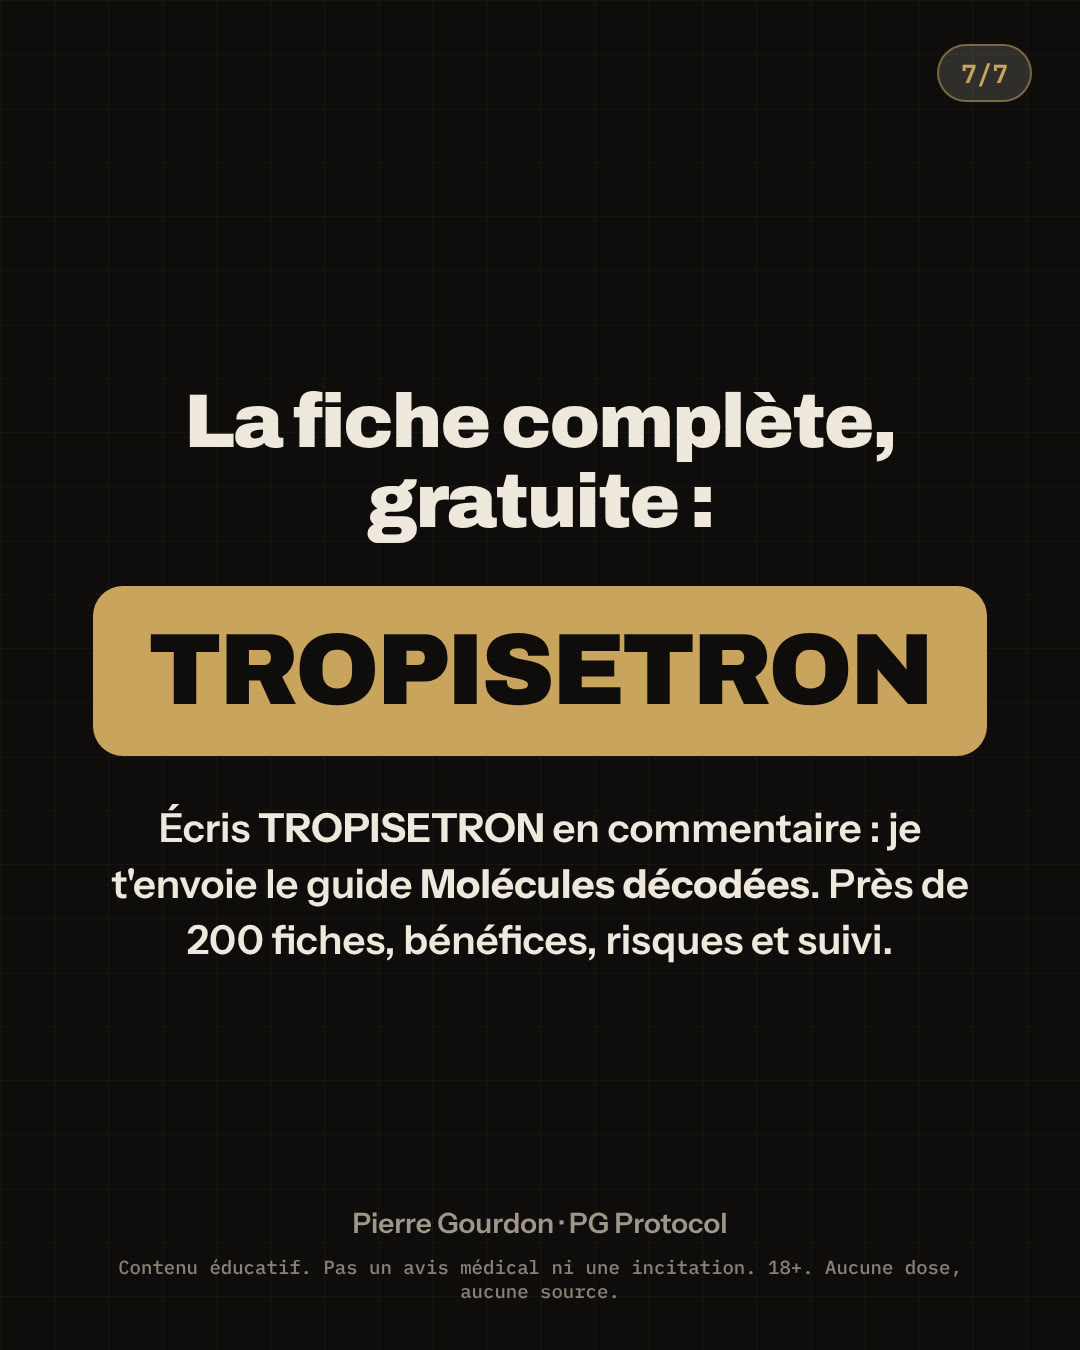 7/7
La fiche complète,
gratuite :
TROPISETRON
Écris TROPISETRON en commentaire : je
t'envoie le guide Molécules décodées. Près de
200 fiches, bénéfices, risques et suivi.
Pierre Gourdon · PG Protocol
Contenu éducatif. Pas un avis médical ni une incitation. 18+. Aucune dose,
aucune source.